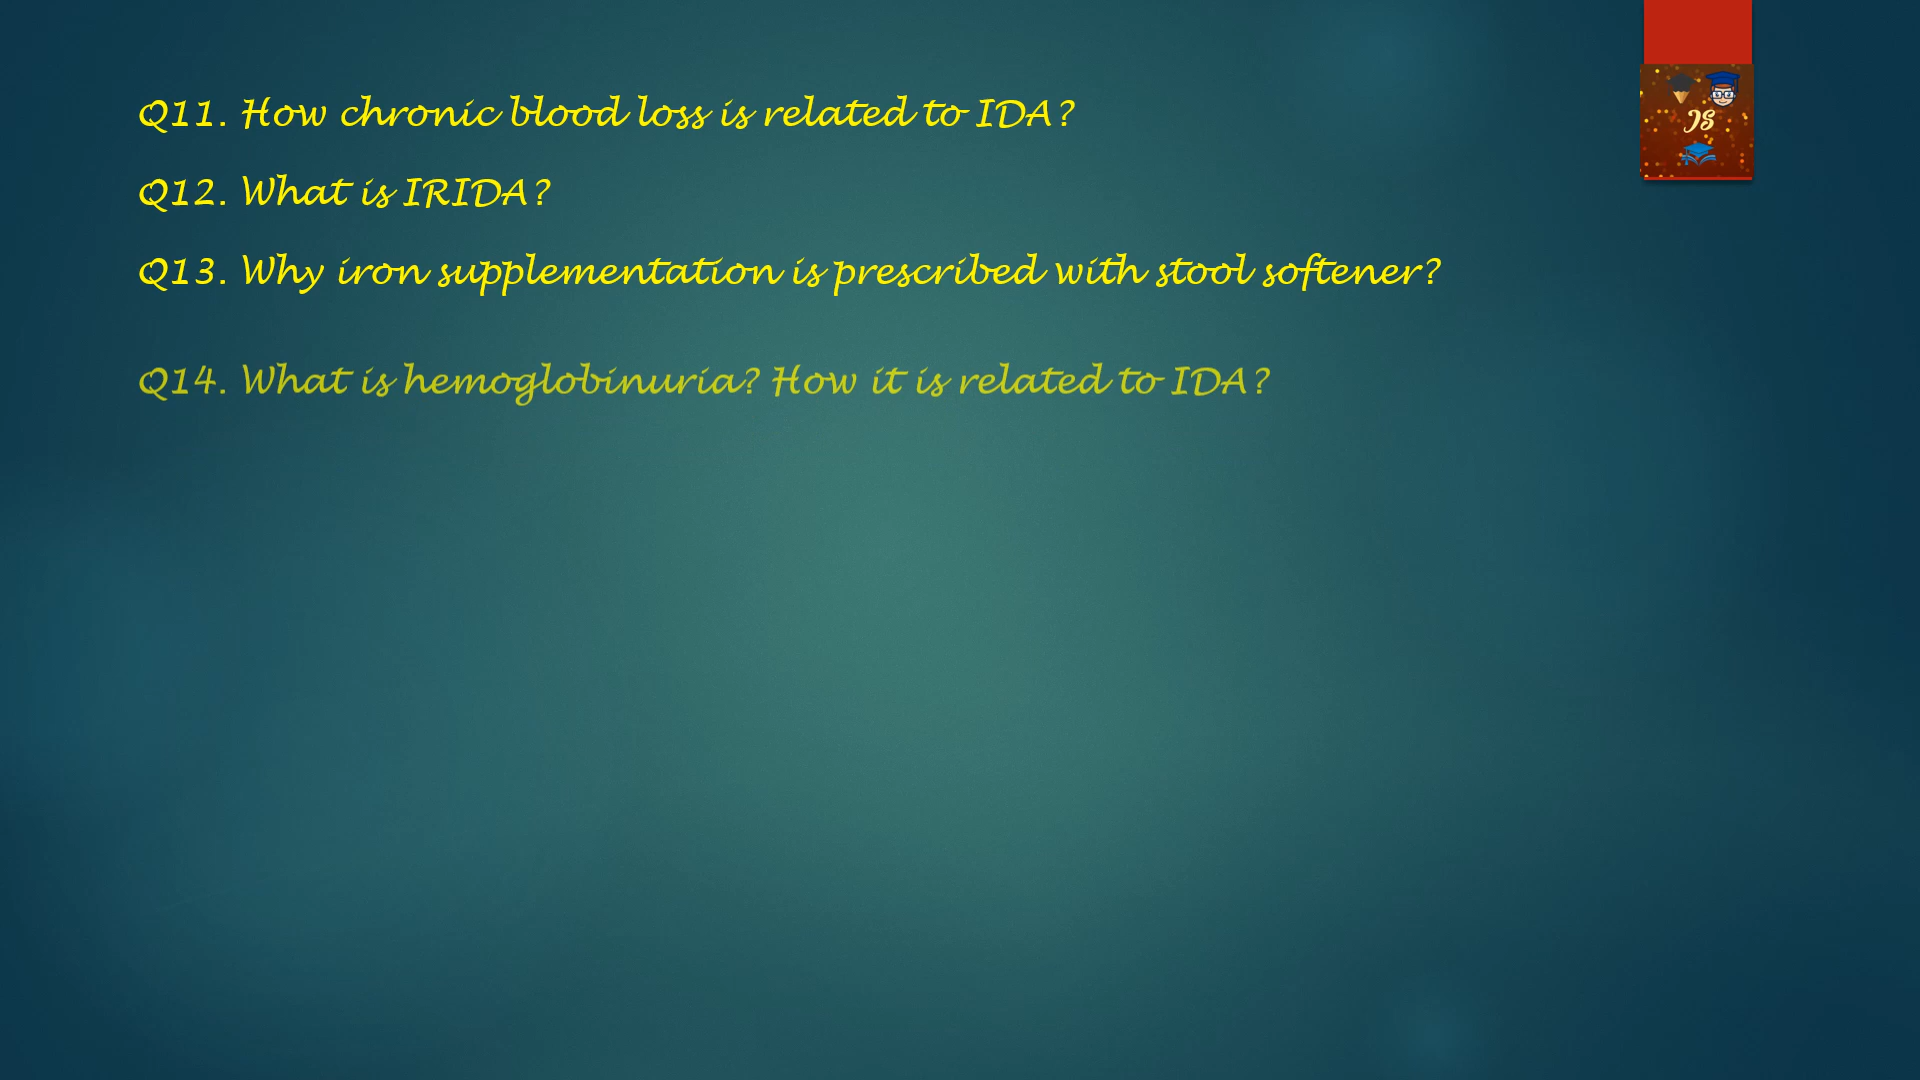 Q11. How chronic blood loss is related to IDA?
Q12. What is IRIDA?
Q13. Why iron supplementation is prescribed with stool softener?
Q14. What is hemoglobinuria? How it is related to IDA?
JS